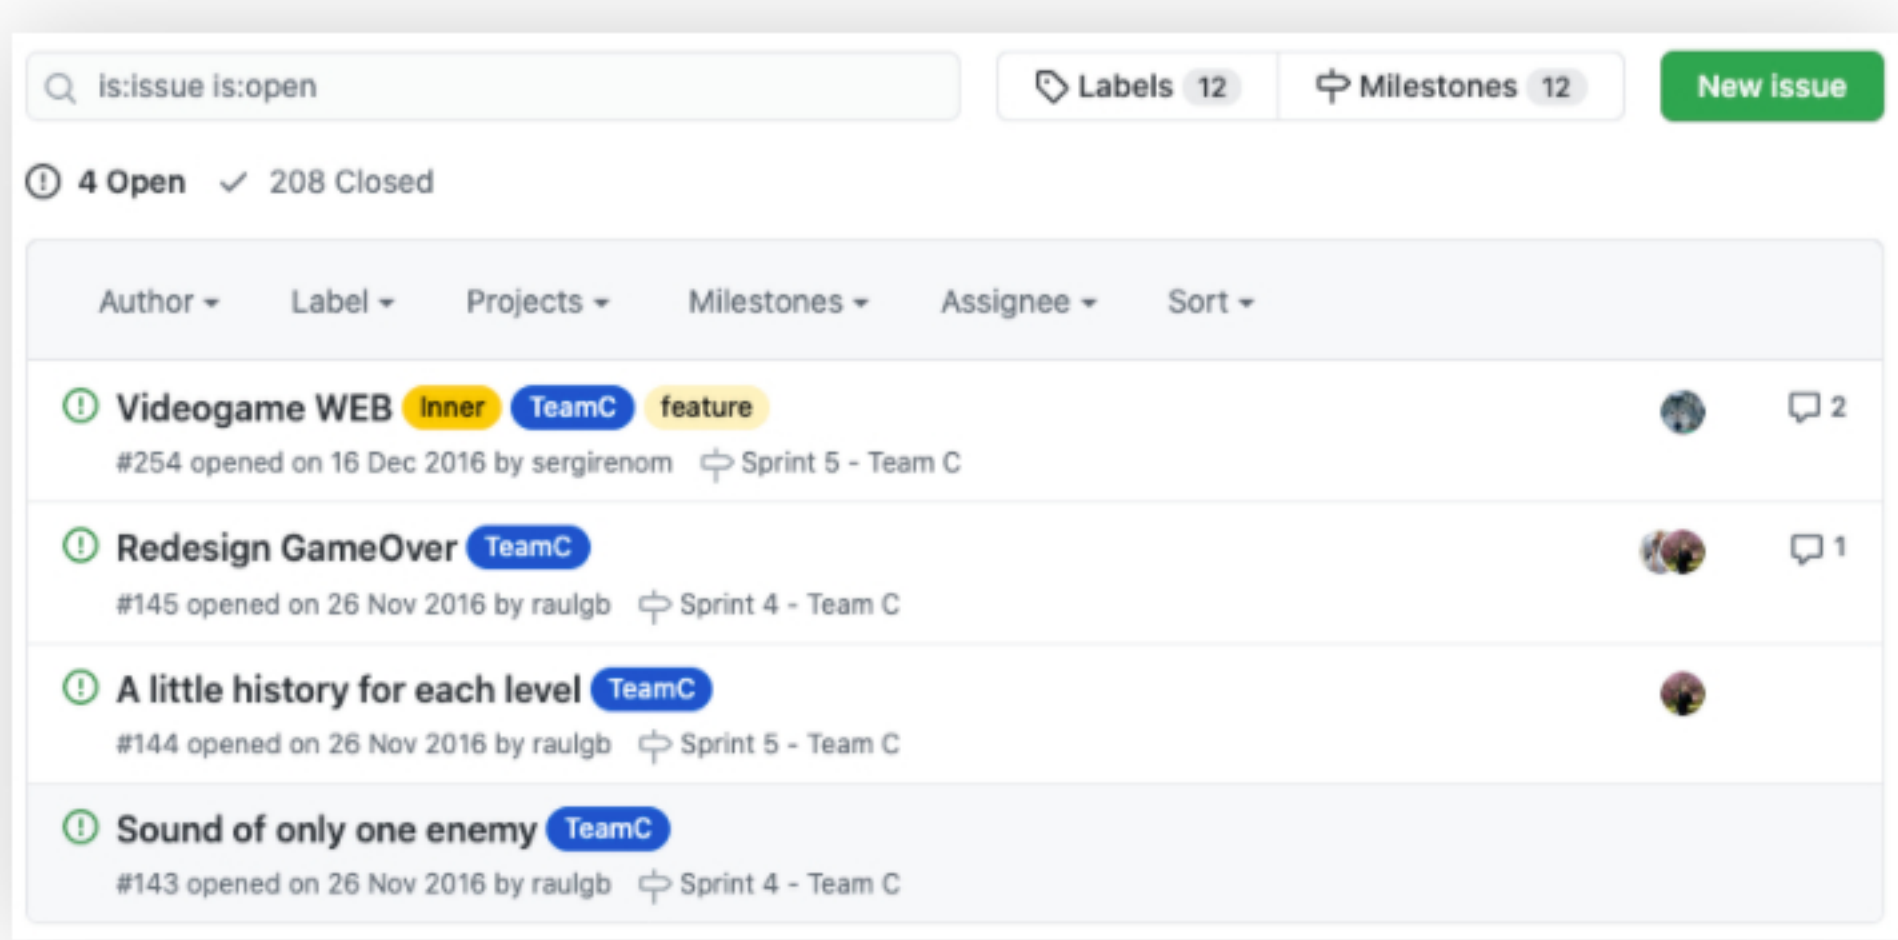 is:issue is:open Labels 12 Milestones 12 New issue
4 Open 208 Closed
Author Label Projects Milestones Assignee Sort
Videogame WEB Inner TeamC feature 2
#254 opened on 16 Dec 2016 by sergirenom Sprint 5 - Team C
Redesign GameOver TeamC 1
#145 opened on 26 Nov 2016 by raulgb Sprint 4 - Team C
A little history for each level TeamC
#144 opened on 26 Nov 2016 by raulgb Sprint 5 - Team C
Sound of only one enemy TeamC
#143 opened on 26 Nov 2016 by raulgb Sprint 4 - Team C